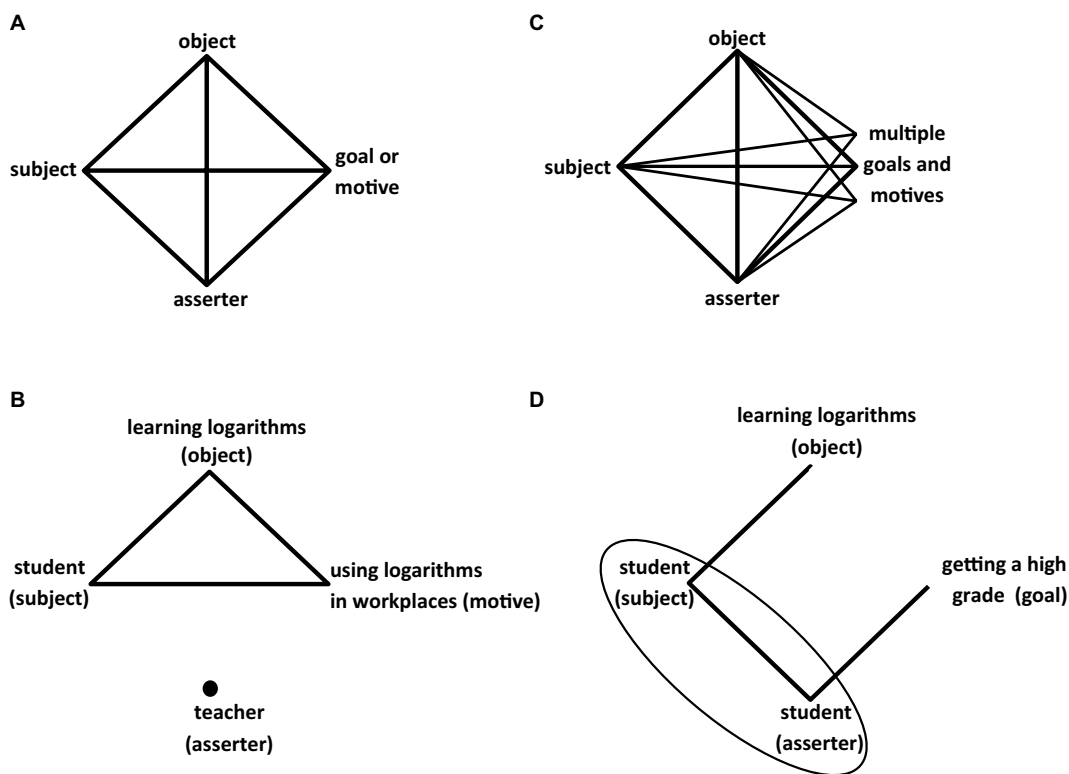 A
object
subject
goal or
motive
asserter
C
object
subject
multiple
goals and
motives
asserter
B
learning logarithms
(object)
student
(subject)
using logarithms
in workplaces (motive)
teacher
(asserter)
D
learning logarithms
(object)
student
(subject)
getting a high
grade (goal)
student
(asserter)